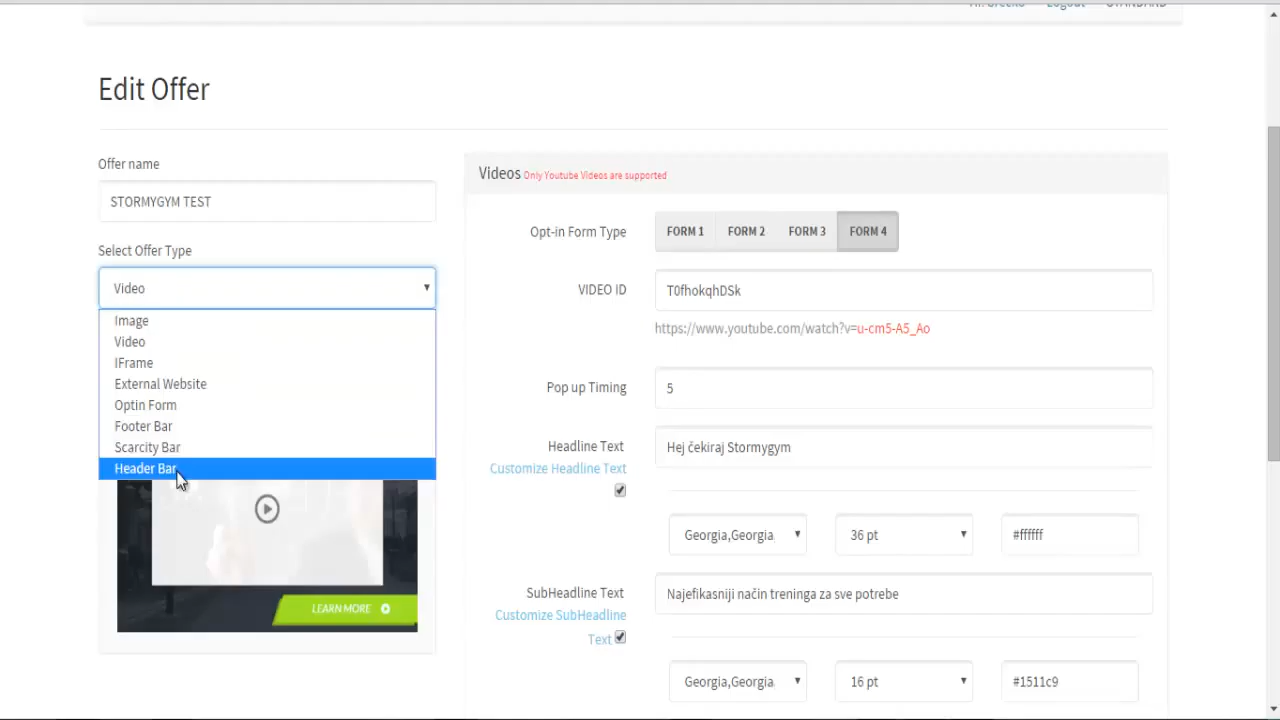 Hi. Grecko Logout STANDARD
Edit Offer
Offer name
STORMYGYM TEST
Select Offer Type
Video
Image
Video
IFrame
External Website
Optin Form
Footer Bar
Scarcity Bar
Header Bar
LEARN MORE
Videos Only Youtube Videos are supported
Opt-in Form Type
FORM 1 FORM 2 FORM 3 FORM 4
VIDEO ID
T0fhokqhDSk
https://www.youtube.com/watch?v=u-cm5-A5_Ao
Pop up Timing
5
Headline Text
Hej čekiraj Stormygym
Customize Headline Text
Georgia,Georgia
36 pt
#ffffff
SubHeadline Text
Najefikasniji način treninga za sve potrebe
Customize SubHeadline
Text
Georgia,Georgia
16 pt
#1511c9